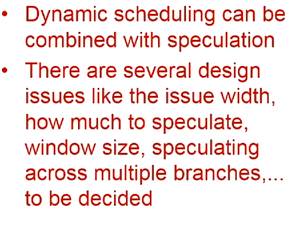 • Dynamic scheduling can be
combined with speculation
• There are several design
issues like the issue width,
how much to speculate,
window size, speculating
across multiple branches,...
to be decided